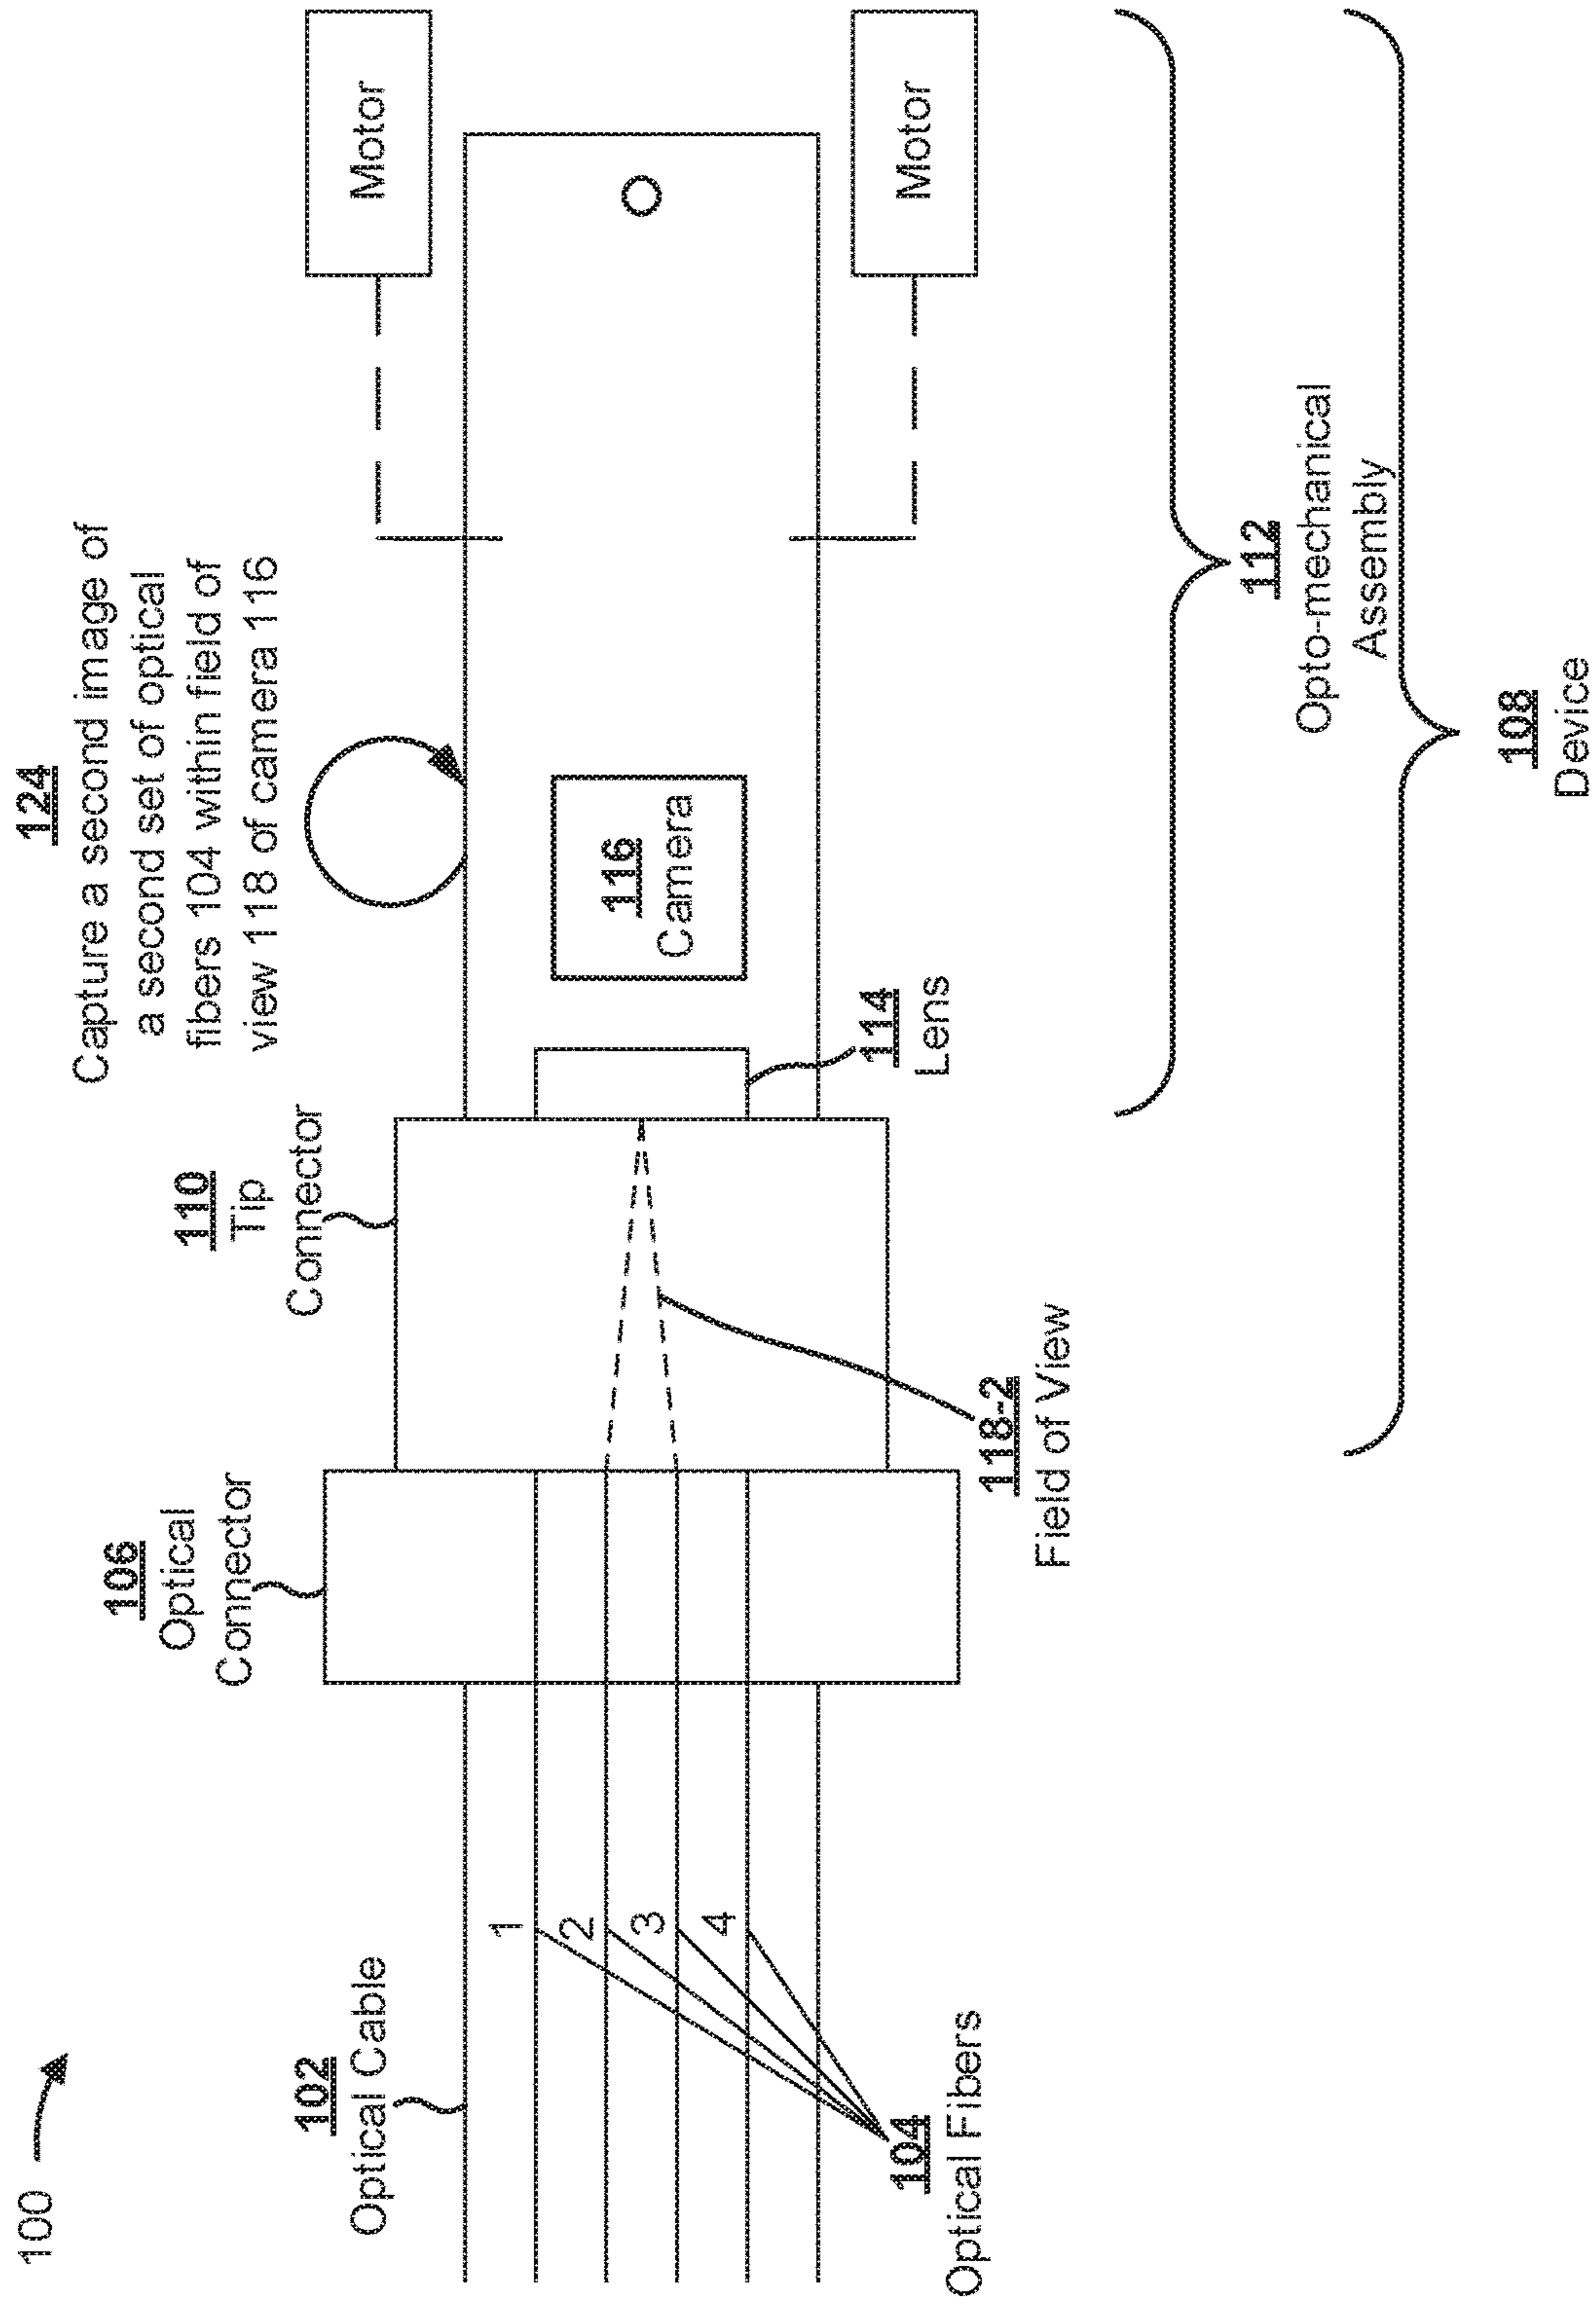 100
102
Optical Cable
104
Optical Fibers
1
2
3
4
106
Optical
Connector
110
Tip
Connector
118-2
Field of View
124
Capture a second image of
a second set of optical
fibers 104 within field of
view 118 of camera 116
114
Lens
116
Camera
Motor
Motor
112
Opto-mechanical
Assembly
108
Device